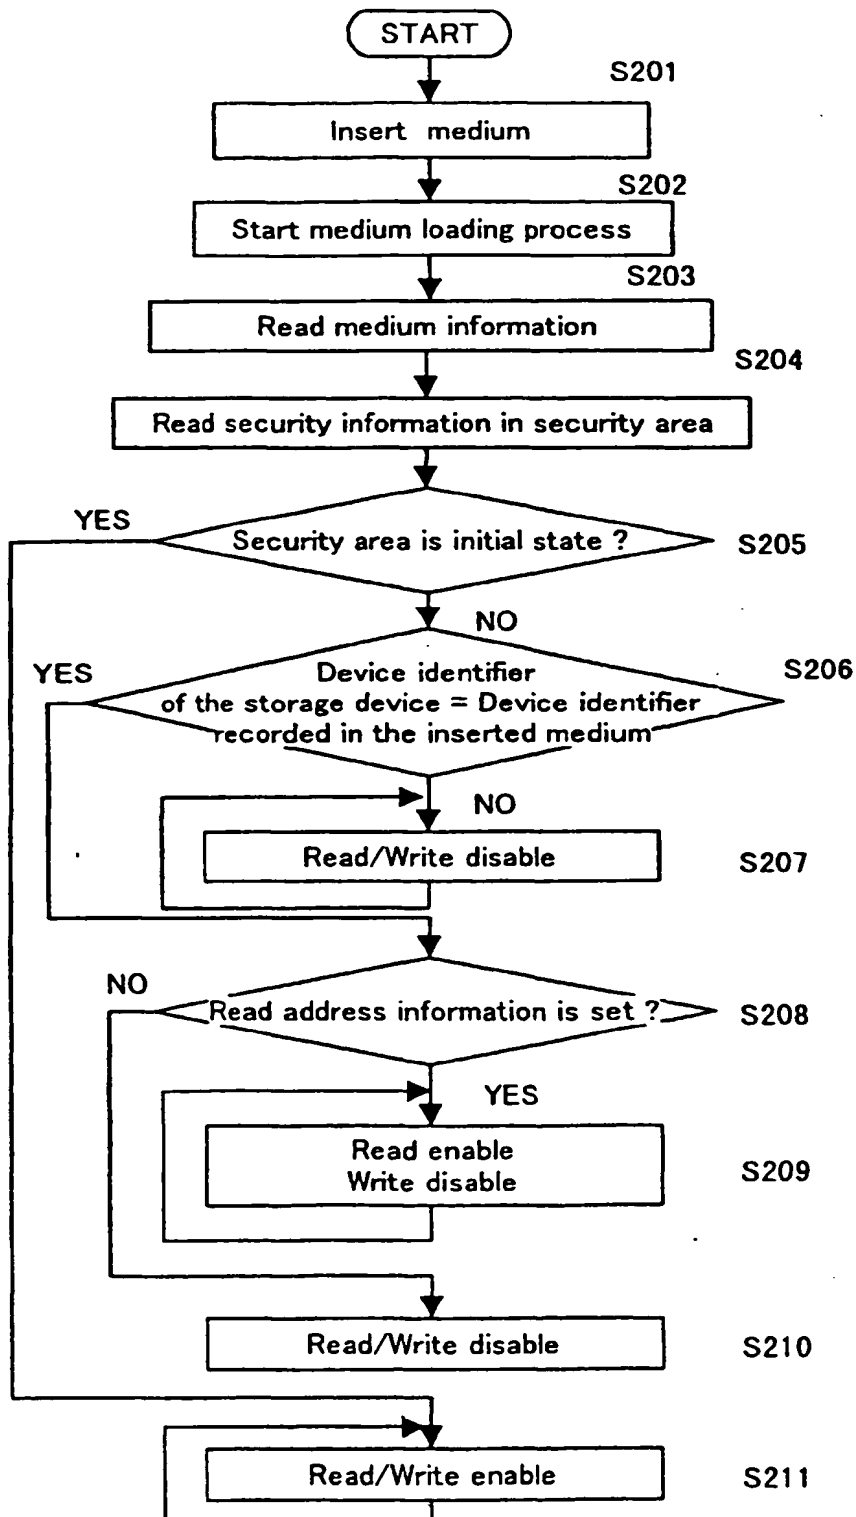 START
S201
Insert medium
S202
Start medium loading process
S203
Read medium information
S204
Read security information in security area
YES
Security area is initial state ?
S205
NO
YES
Device identifier
of the storage device = Device identifier
recorded in the inserted medium
S206
NO
Read/Write disable
S207
NO
Read address information is set ?
S208
YES
Read enable
Write disable
S209
Read/Write disable
S210
Read/Write enable
S211